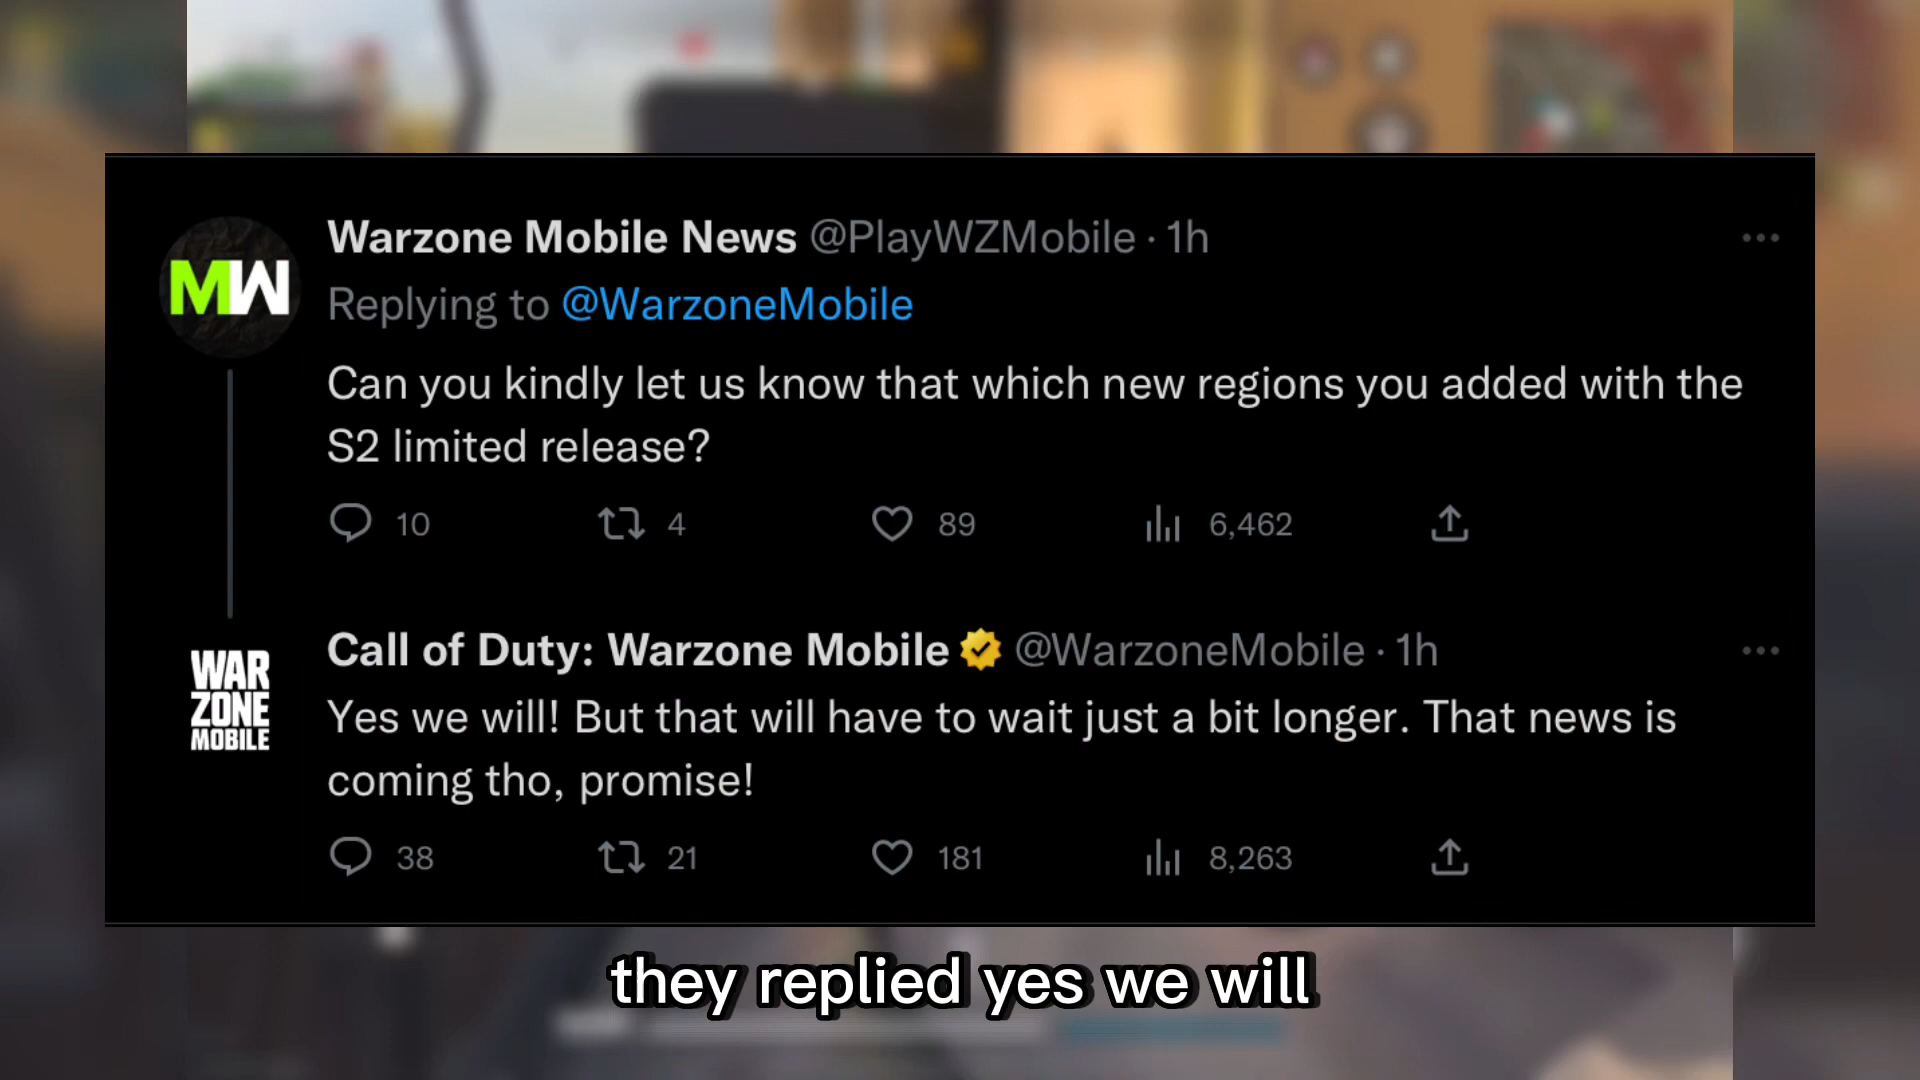 Warzone Mobile News @PlayWZMobile · 1h
MW
Replying to @WarzoneMobile
Can you kindly let us know that which new regions you added with the
S2 limited release?
10 4 89 6,462
Call of Duty: Warzone Mobile @WarzoneMobile · 1h
WAR
ZONE
MOBILE
Yes we will! But that will have to wait just a bit longer. That news is
coming tho, promise!
38 21 181 8,263
they replied yes we will